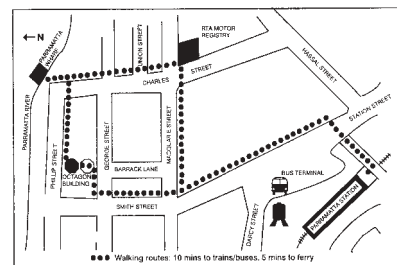 N
PARRAMATTA
WHARF
UNION STREET
RTA MOTOR
REGISTRY
CHARLES
STREET
HASSAL STREET
PARRAMATTA RIVER
PHILLIP STREET
GEORGE STREET
MACQUARIE STREET
STATION STREET
OCTAGON
BUILDING
BARRACK LANE
SMITH STREET
BUS TERMINAL
DARCY STREET
PARRAMATTA STATION
Walking routes: 10 mins to trains/buses, 5 mins to ferry